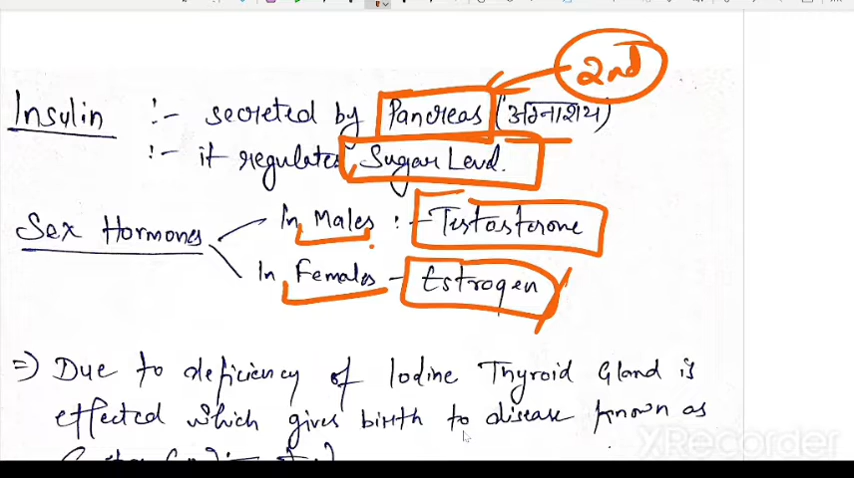 2nd
Insulin :- secreted by Pancreas (अग्नाशय)
:- it regulates Sugar Level.
Sex Hormones In Males :- Testosterone
In Females - Estrogen
=> Due to deficiency of Iodine Thyroid Gland is
effected which gives birth to disease known as
XRecorder